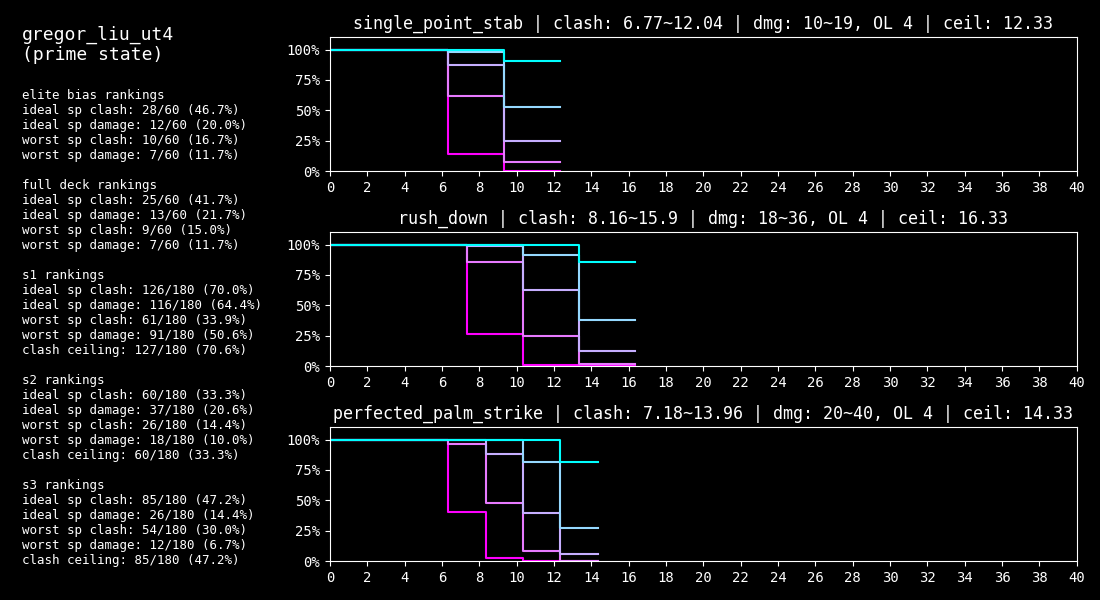 gregor_liu_ut4
(prime state)
elite bias rankings
ideal sp clash: 28/60 (46.7%)
ideal sp damage: 12/60 (20.0%)
worst sp clash: 10/60 (16.7%)
worst sp damage: 7/60 (11.7%)
full deck rankings
ideal sp clash: 25/60 (41.7%)
ideal sp damage: 13/60 (21.7%)
worst sp clash: 9/60 (15.0%)
worst sp damage: 7/60 (11.7%)
s1 rankings
ideal sp clash: 126/180 (70.0%)
ideal sp damage: 116/180 (64.4%)
worst sp clash: 61/180 (33.9%)
worst sp damage: 91/180 (50.6%)
clash ceiling: 127/180 (70.6%)
s2 rankings
ideal sp clash: 60/180 (33.3%)
ideal sp damage: 37/180 (20.6%)
worst sp clash: 26/180 (14.4%)
worst sp damage: 18/180 (10.0%)
clash ceiling: 60/180 (33.3%)
s3 rankings
ideal sp clash: 85/180 (47.2%)
ideal sp damage: 26/180 (14.4%)
worst sp clash: 54/180 (30.0%)
worst sp damage: 12/180 (6.7%)
clash ceiling: 85/180 (47.2%)
single_point_stab | clash: 6.77~12.04 | dmg: 10~19, OL 4 | ceil: 12.33
100%
75%
50%
25%
0%
0 2 4 6 8 10 12 14 16 18 20 22 24 26 28 30 32 34 36 38 40
rush_down | clash: 8.16~15.9 | dmg: 18~36, OL 4 | ceil: 16.33
100%
75%
50%
25%
0%
0 2 4 6 8 10 12 14 16 18 20 22 24 26 28 30 32 34 36 38 40
perfected_palm_strike | clash: 7.18~13.96 | dmg: 20~40, OL 4 | ceil: 14.33
100%
75%
50%
25%
0%
0 2 4 6 8 10 12 14 16 18 20 22 24 26 28 30 32 34 36 38 40